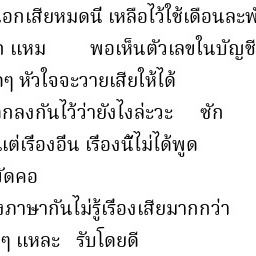 อกเสียหมดนี่ เหลือไว้ใช้เดือนละพั
แหม พอเห็นตัวเลขในบัญชี
ๆ หัวใจจะวายเสียให้ได้
กลงกันไว้ว่ายังไงล่ะวะ ซัก
แต่เรื่องอื่น เรื่องนี้ไม่ได้พูด
ัดคอ
งภาษากันไม่รู้เรื่องเสียมากกว่า
ๆ แหละ รับโดยดี